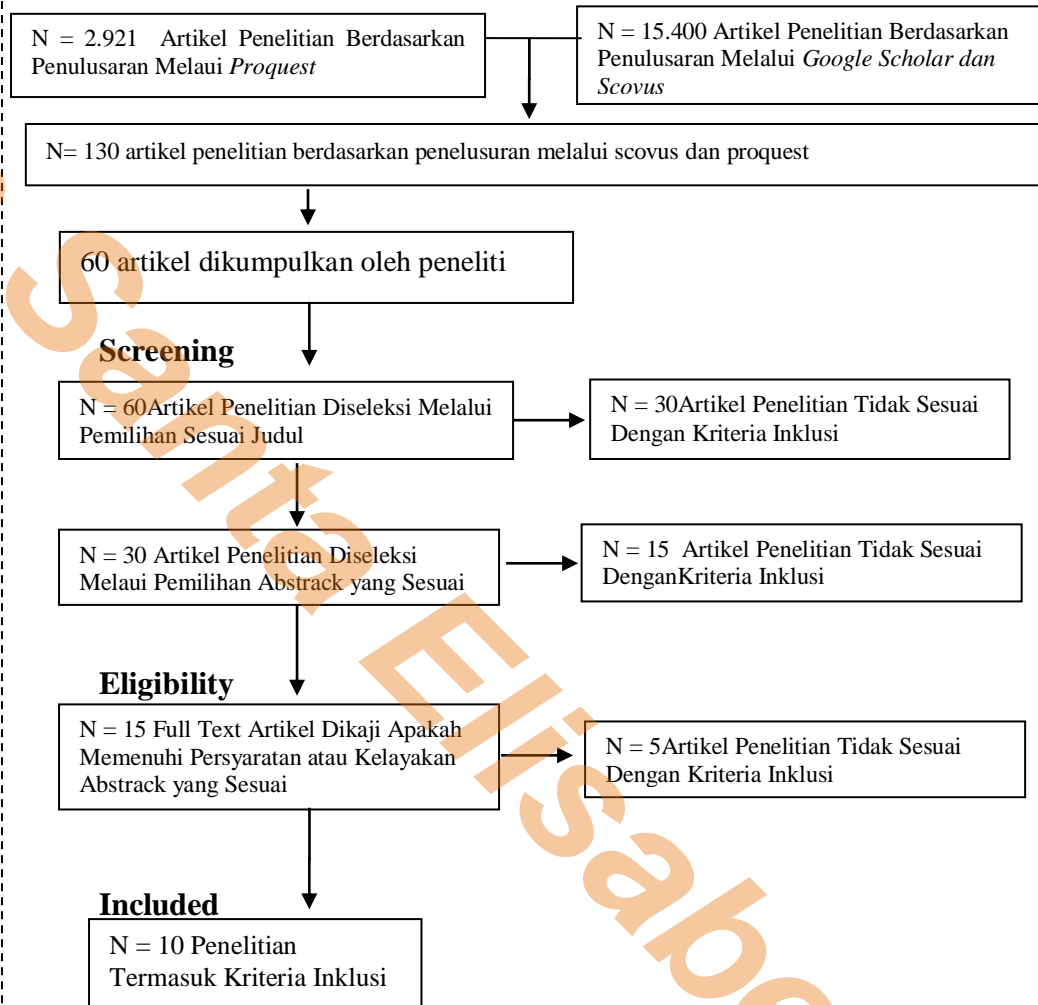 N = 2.921 Artikel Penelitian Berdasarkan
Penulusaran Melaui Proquest
N = 15.400 Artikel Penelitian Berdasarkan
Penulusaran Melalui Google Scholar dan
Scovus
N= 130 artikel penelitian berdasarkan penelusuran melalui scovus dan proquest
60 artikel dikumpulkan oleh peneliti
Screening
N = 60Artikel Penelitian Diseleksi Melalui
Pemilihan Sesuai Judul
N = 30Artikel Penelitian Tidak Sesuai
Dengan Kriteria Inklusi
N = 30 Artikel Penelitian Diseleksi
Melaui Pemilihan Abstrack yang Sesuai
N = 15 Artikel Penelitian Tidak Sesuai
DenganKriteria Inklusi
Eligibility
N = 15 Full Text Artikel Dikaji Apakah
Memenuhi Persyaratan atau Kelayakan
Abstrack yang Sesuai
N = 5Artikel Penelitian Tidak Sesuai
Dengan Kriteria Inklusi
Included
N = 10 Penelitian
Termasuk Kriteria Inklusi
Santa Elisabe